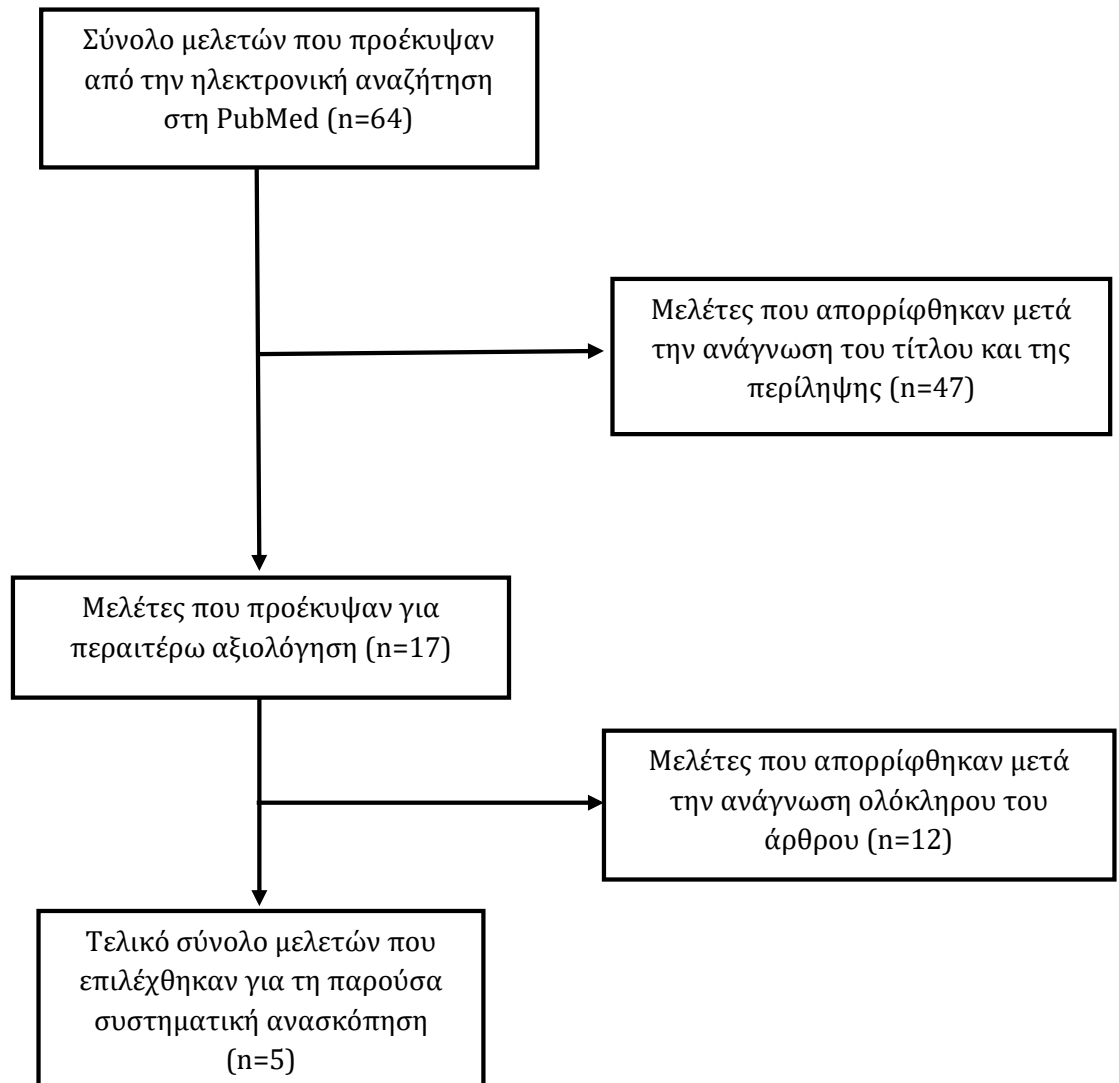 Σύνολο μελετών που προέκυψαν
από την ηλεκτρονική αναζήτηση
στη PubMed (n=64)
Μελέτες που απορρίφθηκαν μετά
την ανάγνωση του τίτλου και της
περίληψης (n=47)
Μελέτες που προέκυψαν για
περαιτέρω αξιολόγηση (n=17)
Μελέτες που απορρίφθηκαν μετά
την ανάγνωση ολόκληρου του
άρθρου (n=12)
Τελικό σύνολο μελετών που
επιλέχθηκαν για τη παρούσα
συστηματική ανασκόπηση
(n=5)